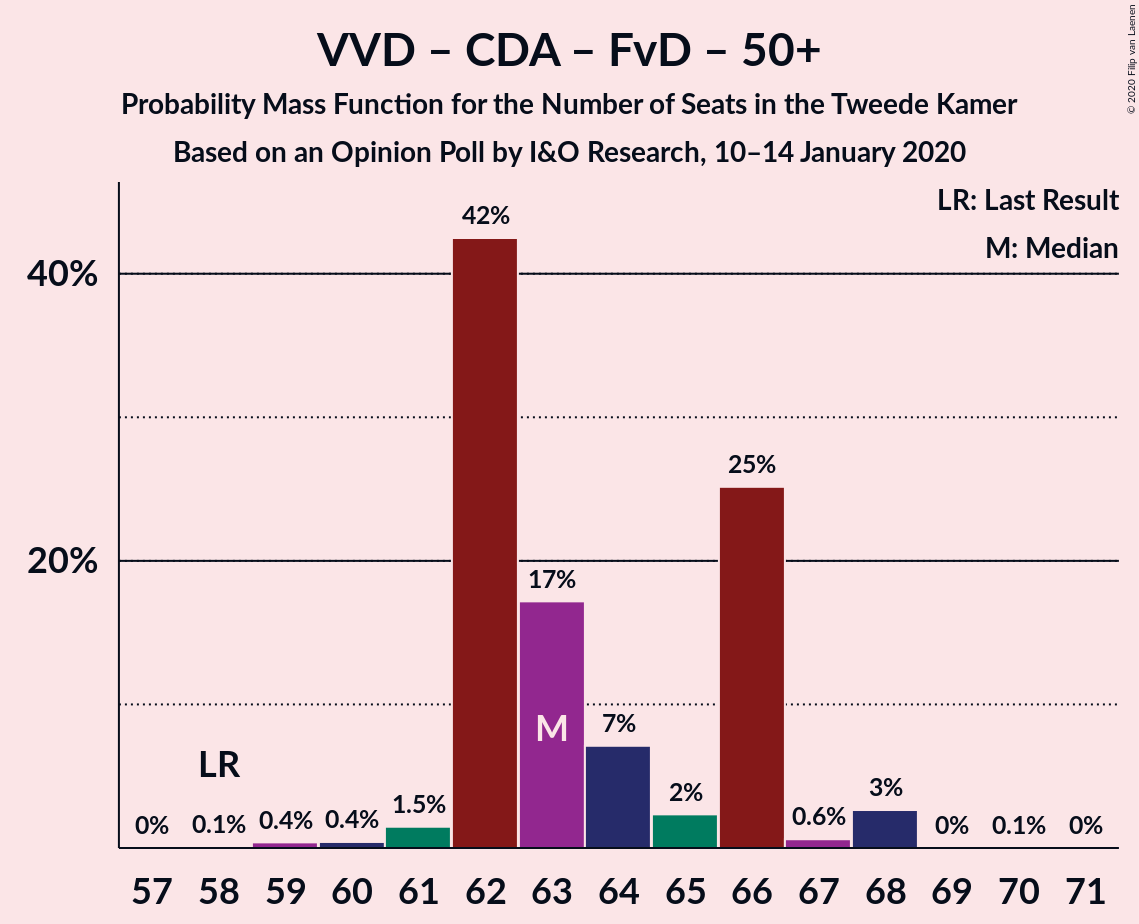 VVD – CDA – FvD – 50+
Probability Mass Function for the Number of Seats in the Tweede Kamer
Based on an Opinion Poll by I&O Research, 10–14 January 2020
© 2020 Filip van Laenen
LR: Last Result
M: Median
40%
20%
0%
0.1%
0.4%
0.4%
1.5%
42%
17%
7%
2%
25%
0.6%
3%
0%
0.1%
0%
LR
M
57 58 59 60 61 62 63 64 65 66 67 68 69 70 71